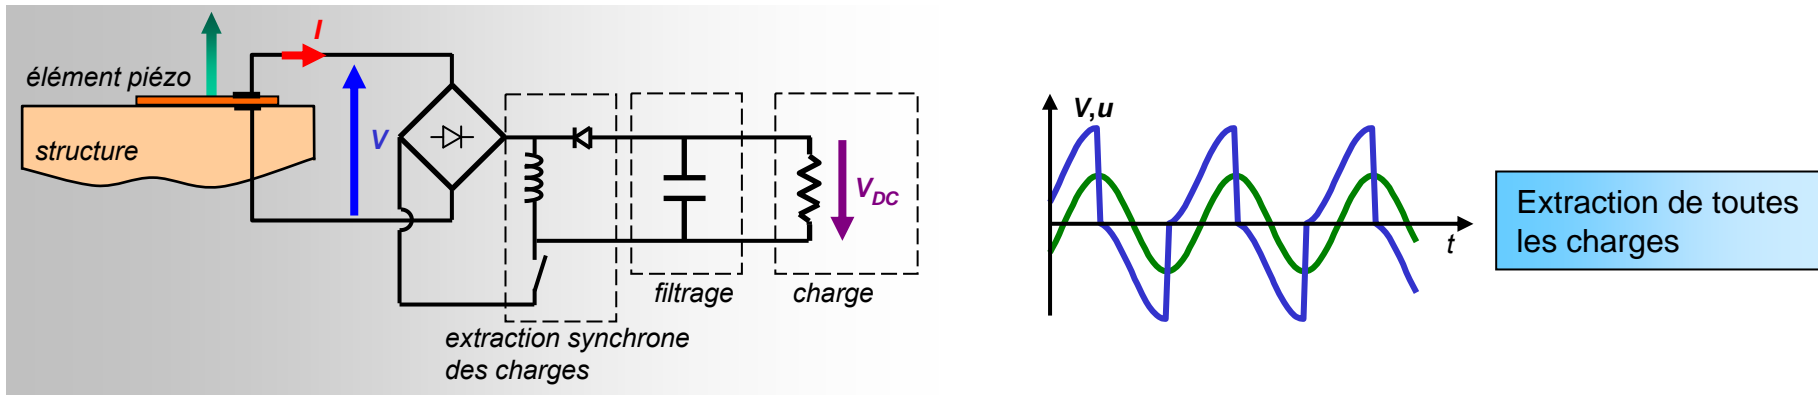 I
élément piézo
V
structure
V_DC
filtrage
charge
extraction synchrone
des charges
V,u
t
Extraction de toutes
les charges